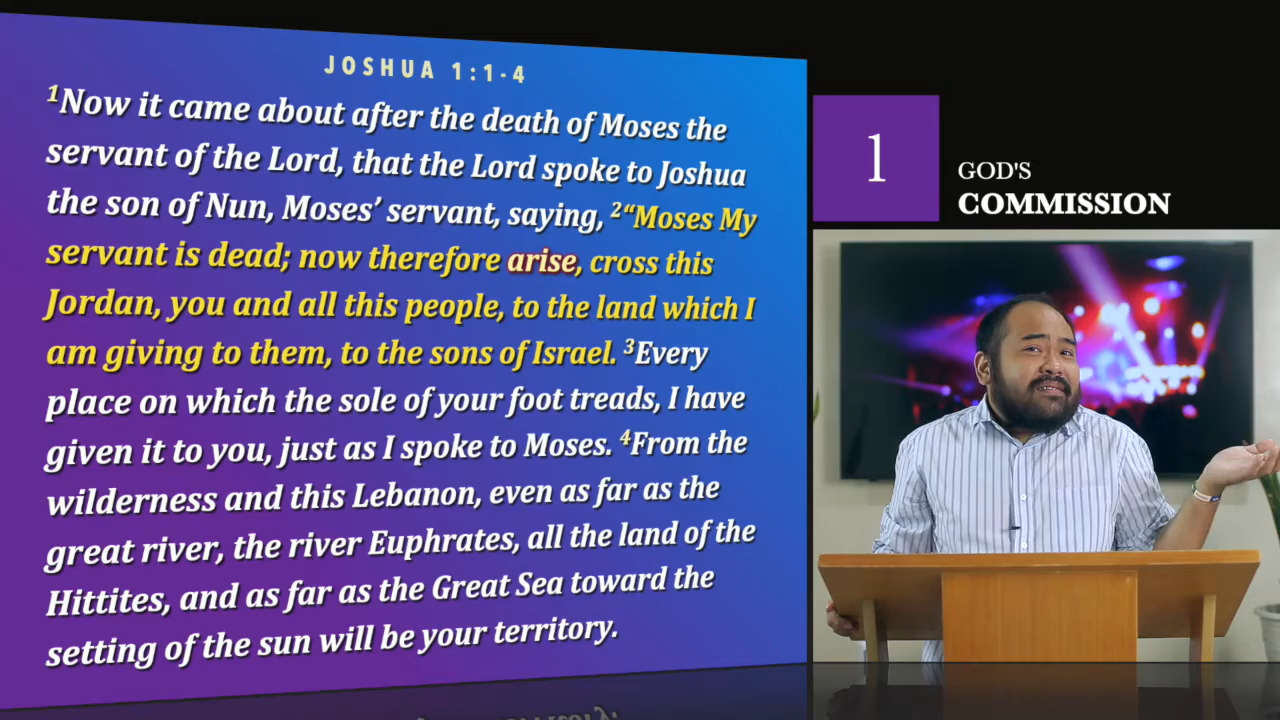 JOSHUA 1:1-4
1Now it came about after the death of Moses the
servant of the Lord, that the Lord spoke to Joshua
the son of Nun, Moses’ servant, saying, 2“Moses My
servant is dead; now therefore arise, cross this
Jordan, you and all this people, to the land which I
am giving to them, to the sons of Israel. 3Every
place on which the sole of your foot treads, I have
given it to you, just as I spoke to Moses. 4From the
wilderness and this Lebanon, even as far as the
great river, the river Euphrates, all the land of the
Hittites, and as far as the Great Sea toward the
setting of the sun will be your territory.
1
GOD'S
COMMISSION